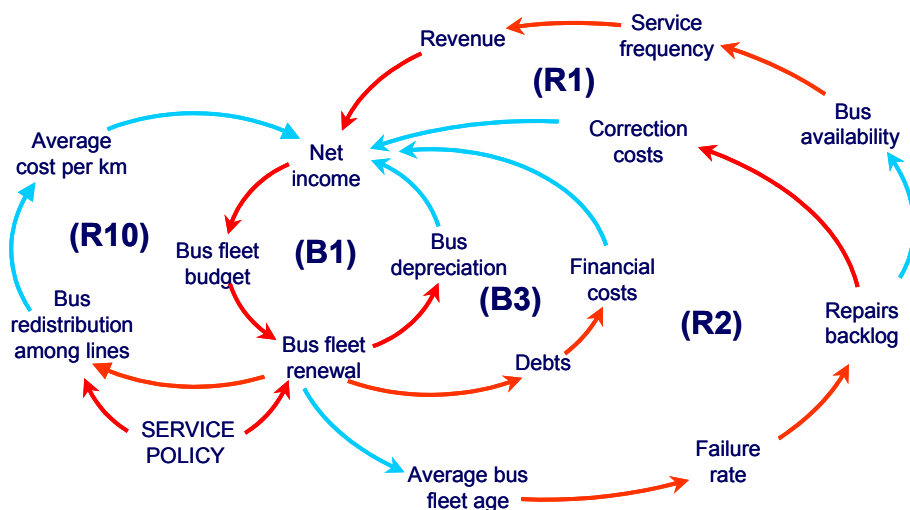 Revenue
Service
frequency
(R1)
Average
cost per km
Net
income
Correction
costs
Bus
availability
(R10)
Bus fleet
budget
(B1)
Bus
depreciation
(B3)
Financial
costs
(R2)
Repairs
backlog
Bus
redistribution
among lines
Bus fleet
renewal
Debts
SERVICE
POLICY
Average bus
fleet age
Failure
rate